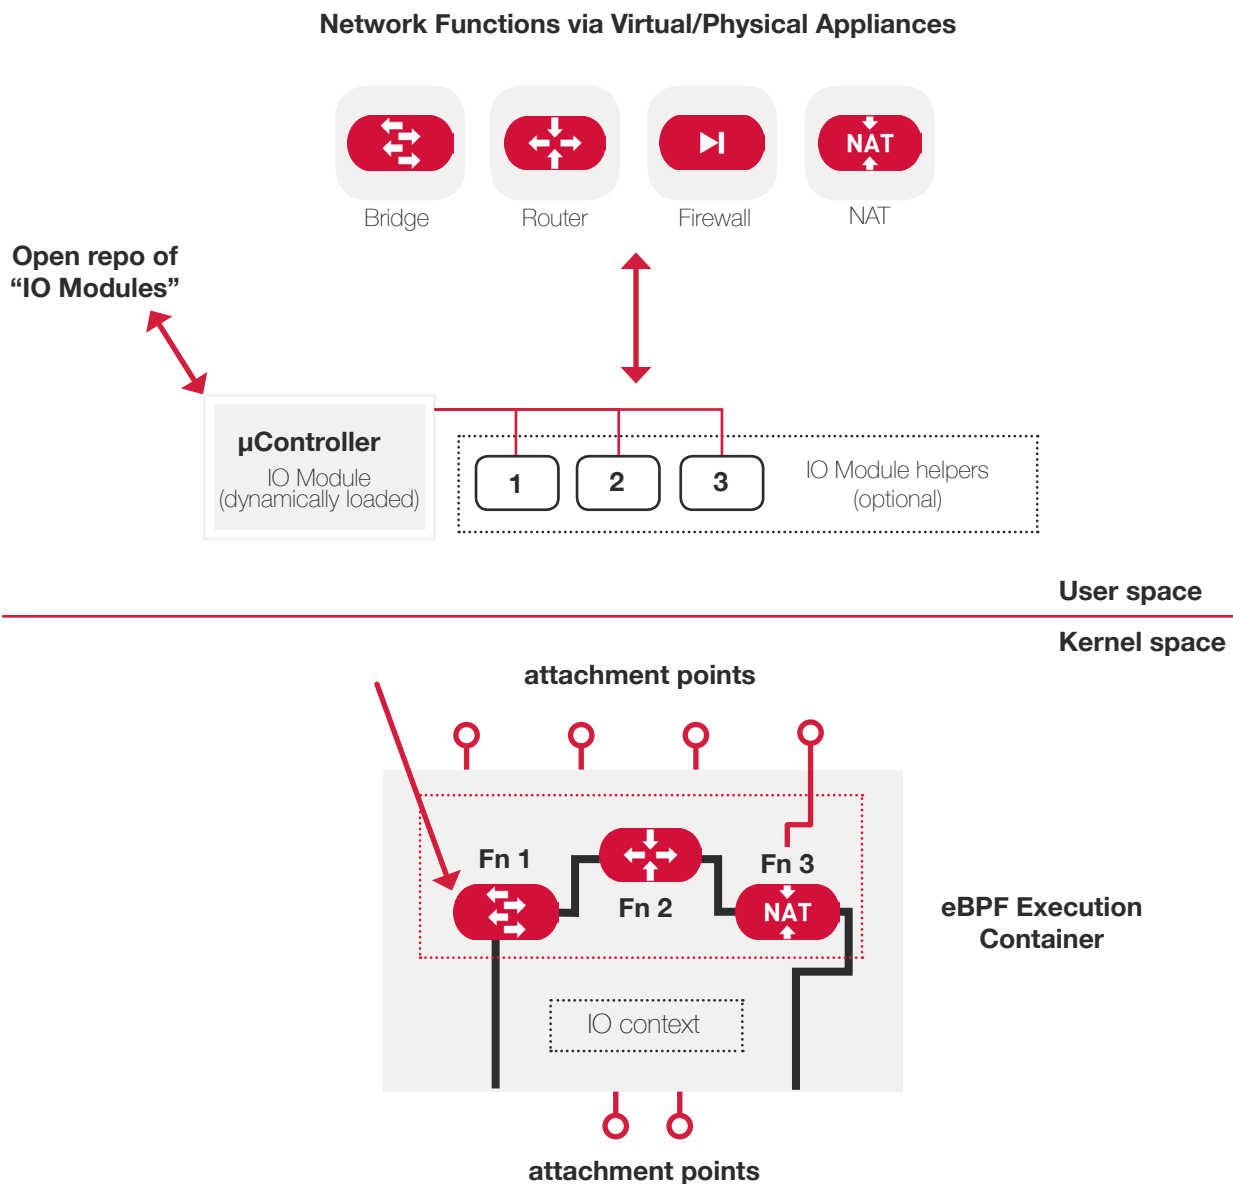 Network Functions via Virtual/Physical Appliances
NAT
Bridge
Router
Firewall
NAT
Open repo of
“IO Modules”
µController
IO Module
(dynamically loaded)
1
2
3
IO Module helpers
(optional)
User space
Kernel space
attachment points
Fn 1
Fn 2
Fn 3
NAT
eBPF Execution
Container
IO context
attachment points